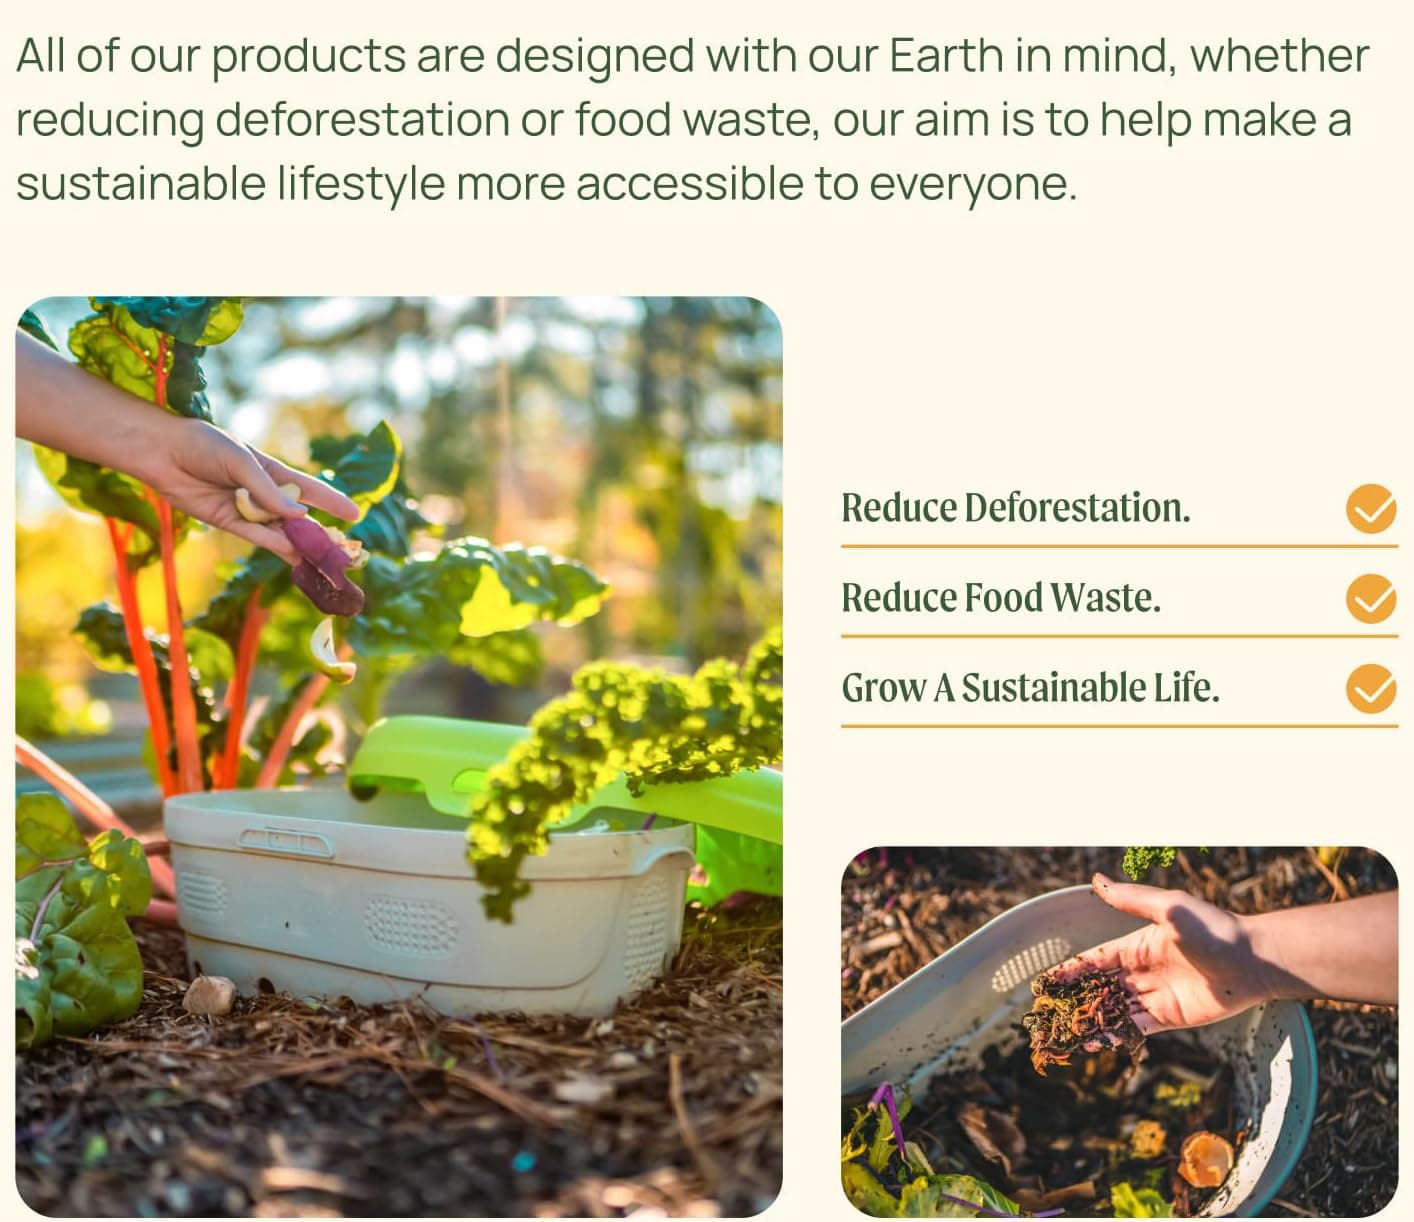 All of our products are designed with our Earth in mind, whether
reducing deforestation or food waste, our aim is to help make a
sustainable lifestyle more accessible to everyone.
Reduce Deforestation.
Reduce Food Waste.
Grow A Sustainable Life.